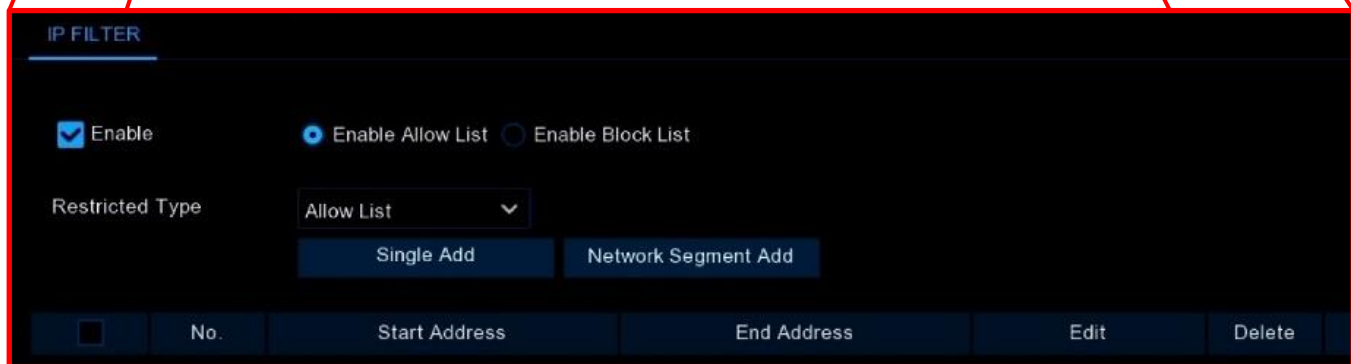 IP FILTER
Enable Enable Allow List Enable Block List
Restricted Type Allow List
Single Add Network Segment Add
No. Start Address End Address Edit Delete